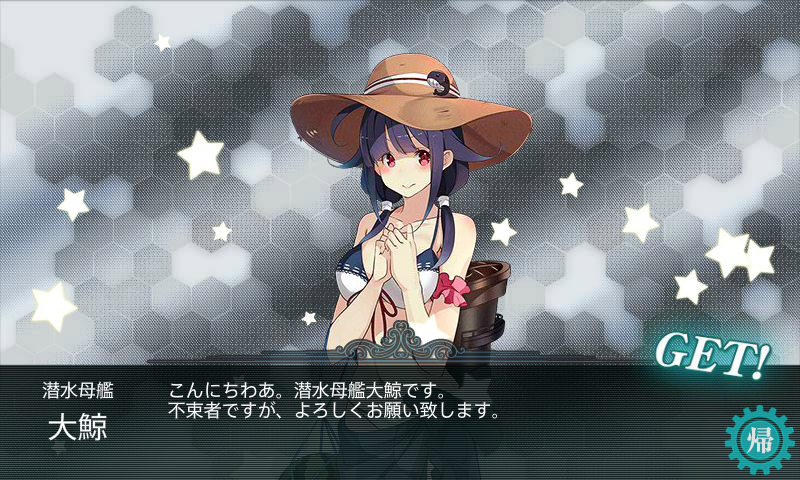 GET!
潜水母艦
大鯨
こんにちわあ。潜水母艦大鯨です。
不束者ですが、よろしくお願い致します。
帰